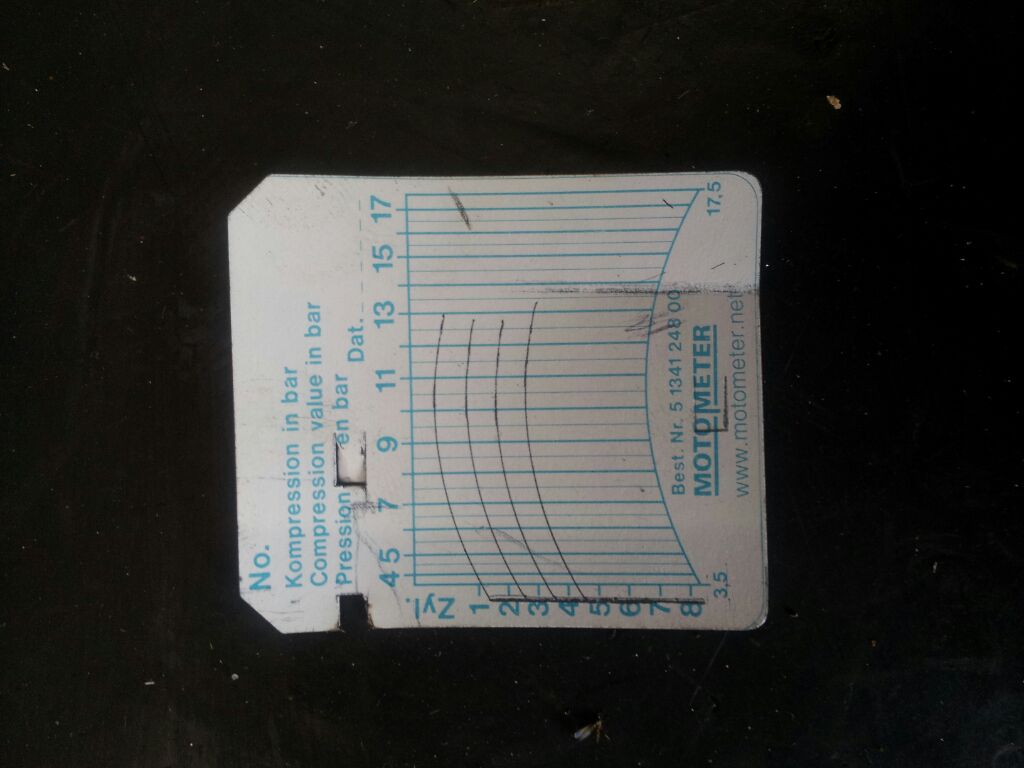 No.
Kompression in bar
Compression value in bar
Pression en bar Dat.
4 5 7 9 11 13 15 17
Zyl.
1
2
3
4
5
6
7
8
3,5 17,5
Best. Nr. 5 1341 248 00
MOTOMETER
www.motometer.net